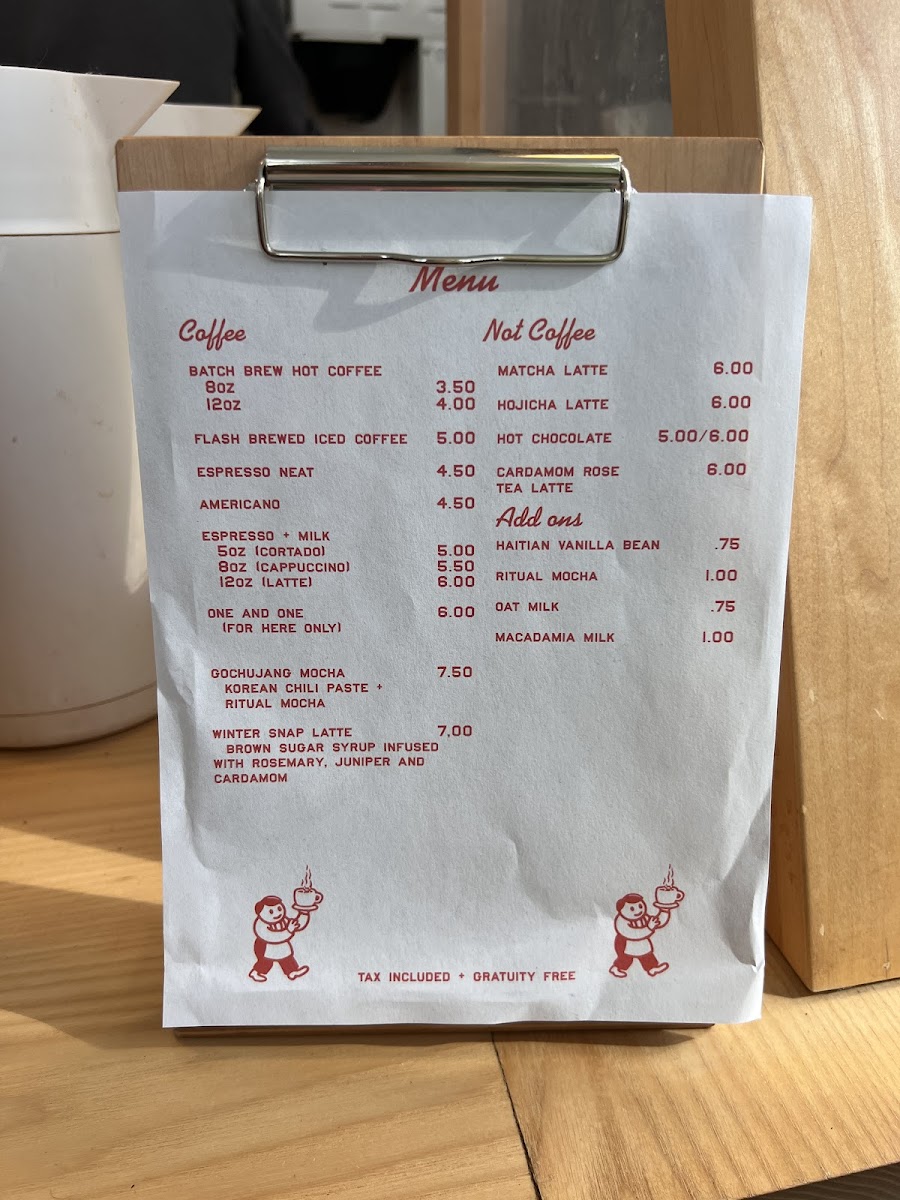 Menu
Coffee
BATCH BREW HOT COFFEE
8OZ 3.50
12OZ 4.00
FLASH BREWED ICED COFFEE 5.00
ESPRESSO NEAT 4.50
AMERICANO 4.50
ESPRESSO + MILK
5OZ (CORTADO) 5.00
8OZ (CAPPUCCINO) 5.50
12OZ (LATTE) 6.00
ONE AND ONE 6.00
(FOR HERE ONLY)
GOCHUJANG MOCHA 7.50
KOREAN CHILI PASTE +
RITUAL MOCHA
WINTER SNAP LATTE 7,00
BROWN SUGAR SYRUP INFUSED
WITH ROSEMARY, JUNIPER AND
CARDAMOM
Not Coffee
MATCHA LATTE 6.00
HOJICHA LATTE 6.00
HOT CHOCOLATE 5.00/6.00
CARDAMOM ROSE 6.00
TEA LATTE
Add ons
HAITIAN VANILLA BEAN .75
RITUAL MOCHA 1.00
OAT MILK .75
MACADAMIA MILK 1.00
TAX INCLUDED + GRATUITY FREE